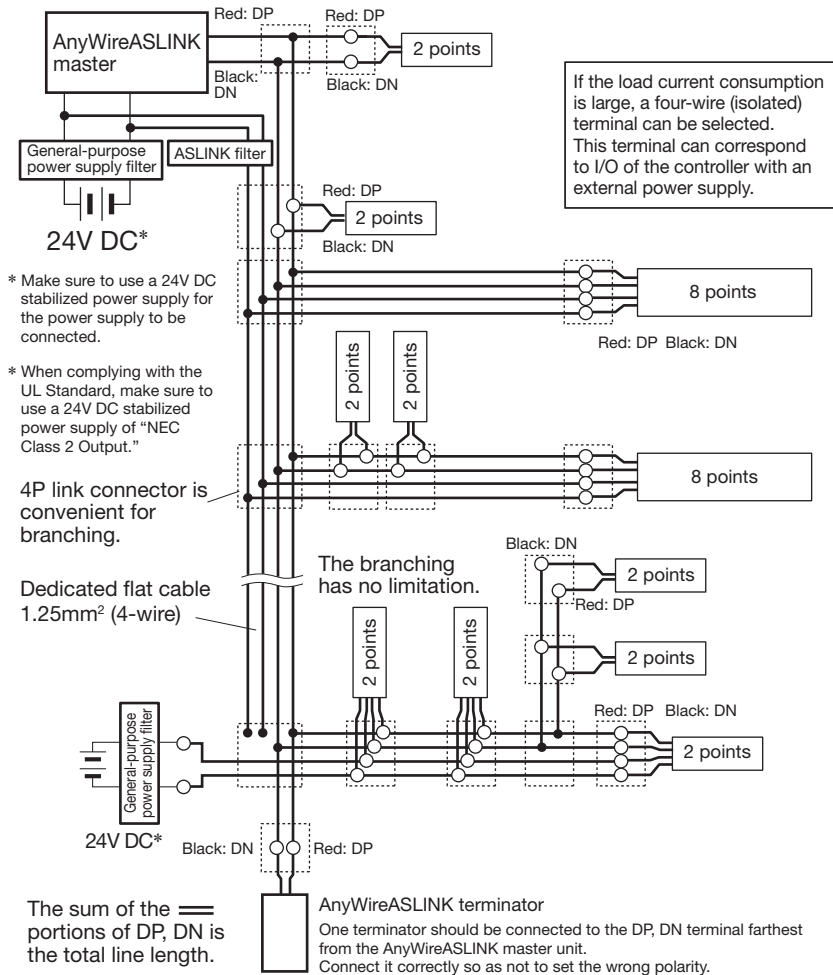 Red: DP
Red: DP
AnyWireASLINK
master
2 points
Black:
DN
Black: DN
If the load current consumption
is large, a four-wire (isolated)
terminal can be selected.
This terminal can correspond
to I/O of the controller with an
external power supply.
General-purpose
power supply filter
ASLINK filter
24V DC*
Red: DP
2 points
Black: DN
* Make sure to use a 24V DC
stabilized power supply for
the power supply to be
connected.
8 points
Red: DP Black: DN
* When complying with the
UL Standard, make sure to
use a 24V DC stabilized
power supply of “NEC
Class 2 Output.”
2 points
2 points
8 points
4P link connector is
convenient for
branching.
Dedicated flat cable
1.25mm² (4-wire)
The branching
has no limitation.
Black: DN
2 points
Red: DP
2 points
2 points
2 points
Red: DP Black: DN
2 points
General-purpose
power supply filter
24V DC*
Black: DN
Red: DP
The sum of the
portions of DP, DN is
the total line length.
AnyWireASLINK terminator
One terminator should be connected to the DP, DN terminal farthest
from the AnyWireASLINK master unit.
Connect it correctly so as not to set the wrong polarity.